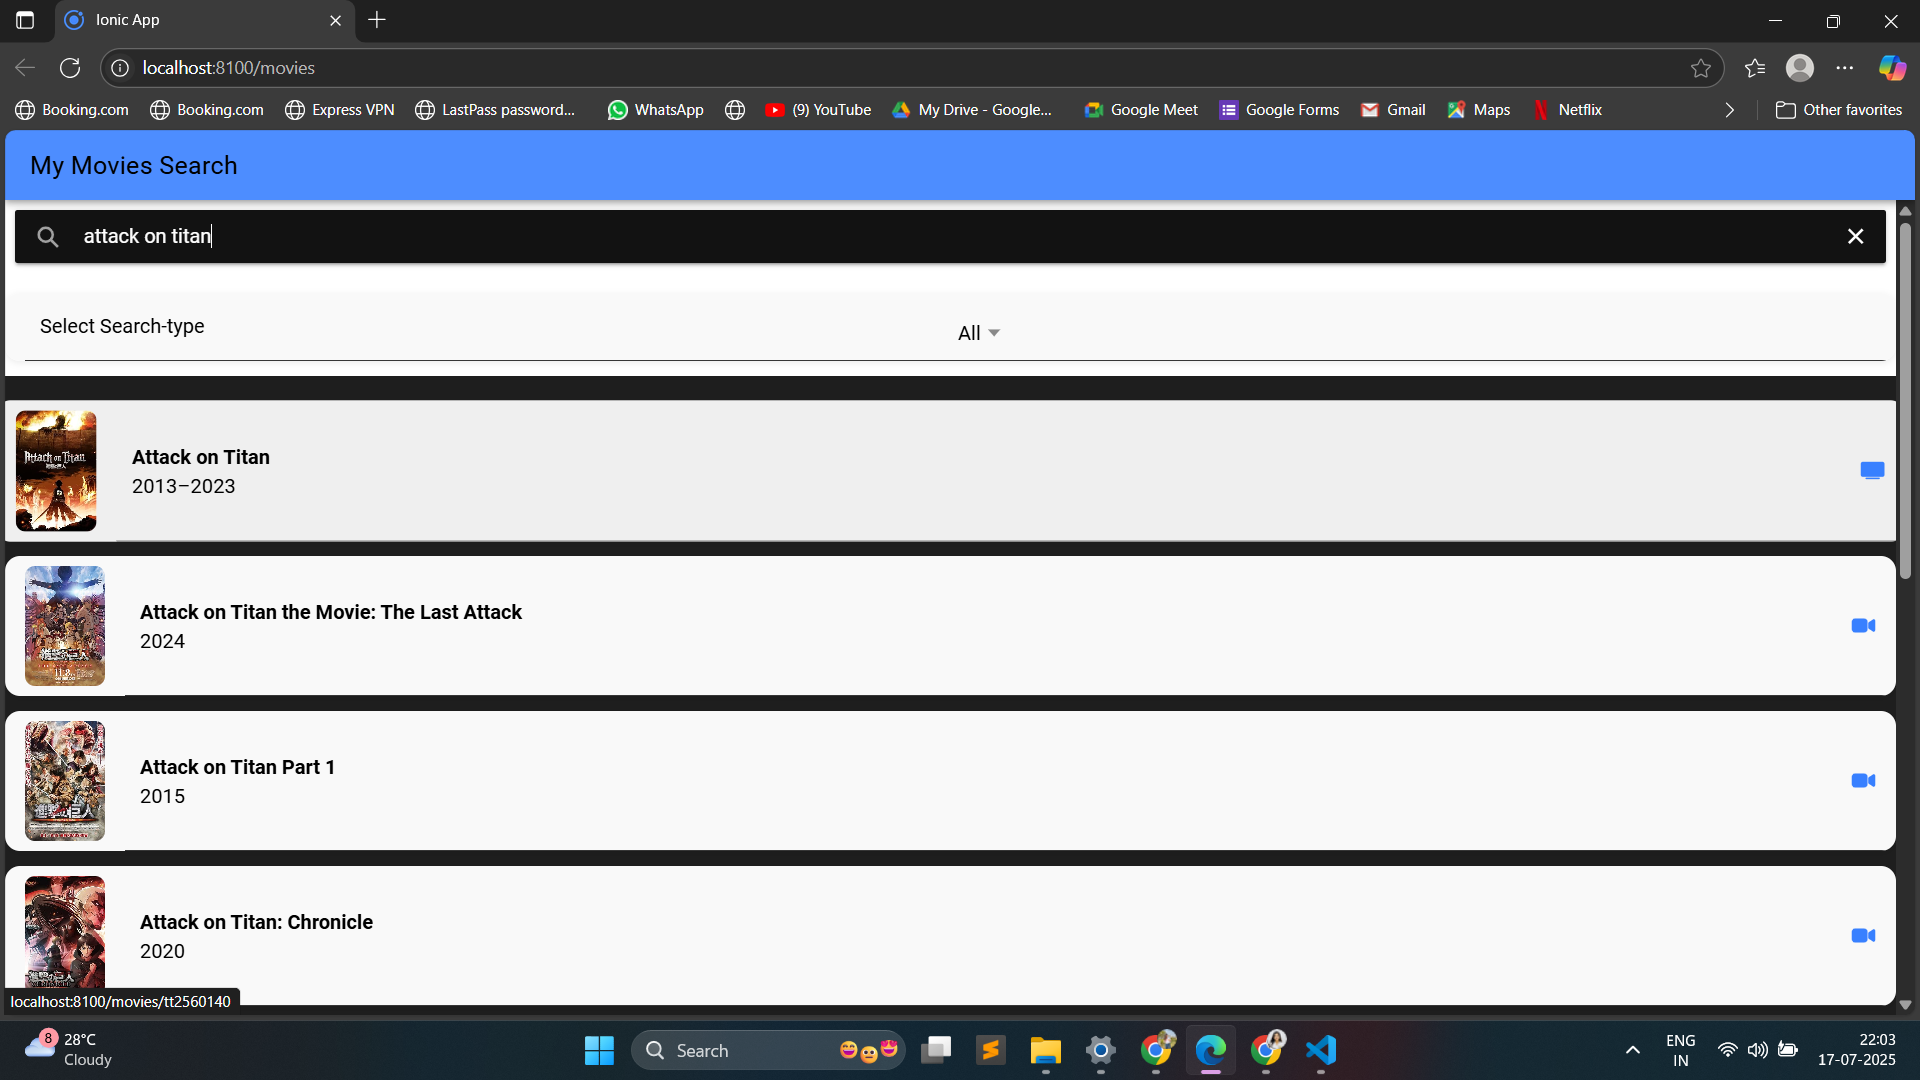 Ionic App
localhost:8100/movies
Booking.com Booking.com Express VPN LastPass password... WhatsApp (9) YouTube My Drive - Google... Google Meet Google Forms Gmail Maps Netflix Other favorites
My Movies Search
attack on titan
Select Search-type All
Attack on Titan
Attack on Titan
2013–2023
Attack on Titan the Movie: The Last Attack
2024
Attack on Titan Part 1
2015
Attack on Titan: Chronicle
2020
localhost:8100/movies/tt2560140
8 28°C
Cloudy
Search
ENG
IN
22:03
17-07-2025